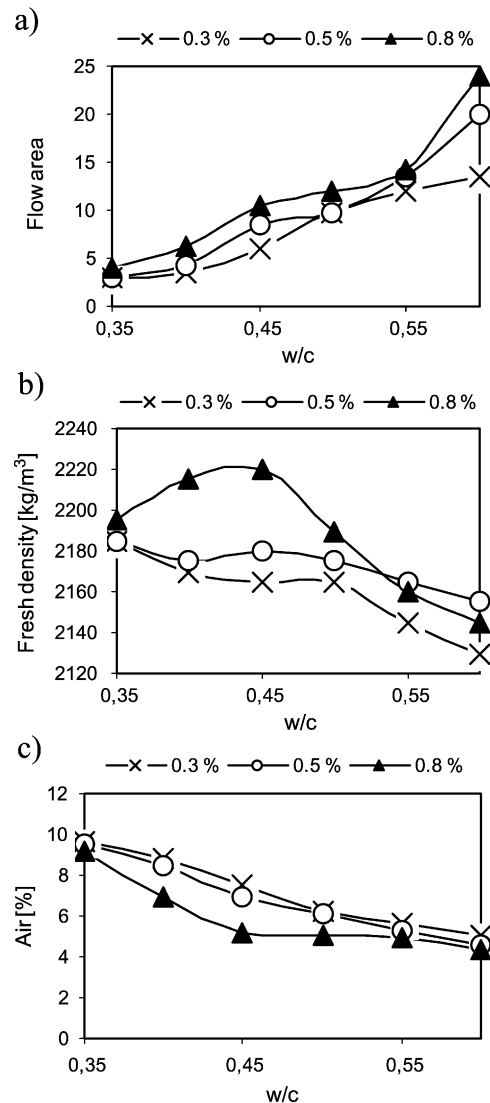 a)
0.3 % 0.5 % 0.8 %
25
20
15
10
5
0
Flow area
0,35 0,45 0,55
w/c
b)
0.3 % 0.5 % 0.8 %
2240
2220
2200
2180
2160
2140
2120
Fresh density [kg/m³]
0,35 0,45 0,55
w/c
c)
0.3 % 0.5 % 0.8 %
12
10
8
6
4
2
0
Air [%]
0,35 0,45 0,55
w/c